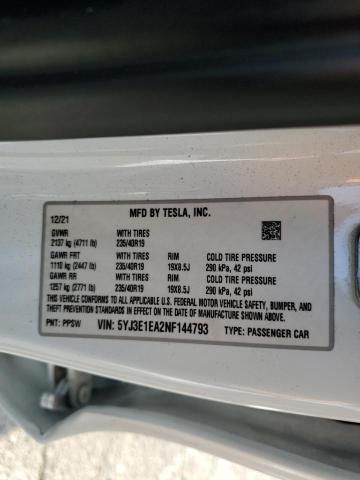 MFD BY TESLA, INC.
12/21
GVWR WITH TIRES
2137 kg (4711 lb) 235/40R19
GAWR FRT WITH TIRES RIM COLD TIRE PRESSURE
1110 kg (2447 lb) 235/40R19 19X8.5J 290 kPa, 42 psi
GAWR RR WITH TIRES RIM COLD TIRE PRESSURE
1257 kg (2771 lb) 235/40R19 19X8.5J 290 kPa, 42 psi
THIS VEHICLE CONFORMS TO ALL APPLICABLE U.S. FEDERAL MOTOR VEHICLE SAFETY, BUMPER,
AND THEFT PREVENTION STANDARDS IN EFFECT ON THE DATE OF MANUFACTURE SHOWN ABOVE.
PNT: PPSW VIN: 5YJ3E1EA2NF144793 TYPE: PASSENGER CAR